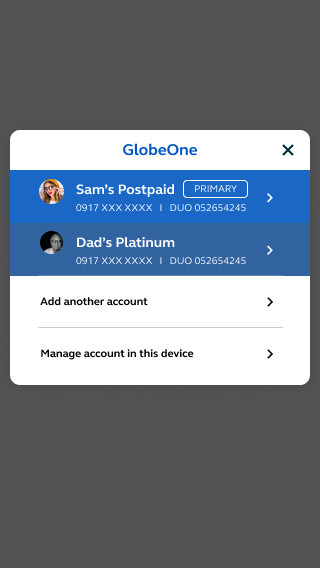 GlobeOne
Sam's Postpaid PRIMARY
0917 XXX XXXX | DUO 052654245
Dad's Platinum
0917 XXX XXXX | DUO 052654245
Add another account
Manage account in this device